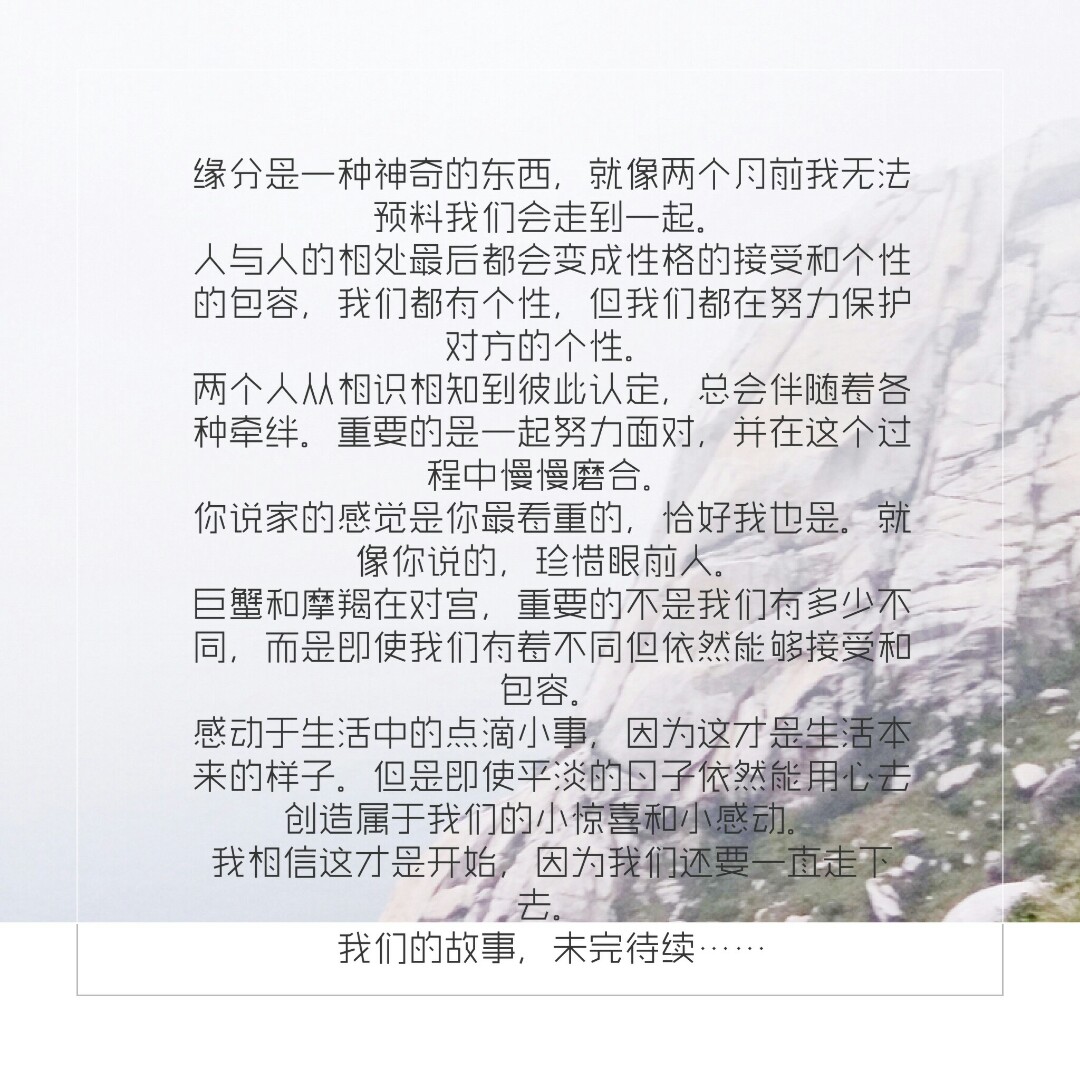 缘分是一种神奇的东西，就像两个月前我无法
预料我们会走到一起。
人与人的相处最后都会变成性格的接受和个性
的包容，我们都有个性，但我们都在努力保护
对方的个性。
两个人从相识相知到彼此认定，总会伴随着各
种牵绊。重要的是一起努力面对，并在这个过
程中慢慢磨合。
你说家的感觉是你最看重的，恰好我也是。就
像你说的，珍惜眼前人。
巨蟹和摩羯在对宫，重要的不是我们有多少不
同，而是即使我们有着不同但依然能够接受和
包容。
感动于生活中的点滴小事，因为这才是生活本
来的样子。但是即使平淡的日子依然能用心去
创造属于我们的小惊喜和小感动。
我相信这才是开始，因为我们还要一直走下
去。
我们的故事，未完待续……